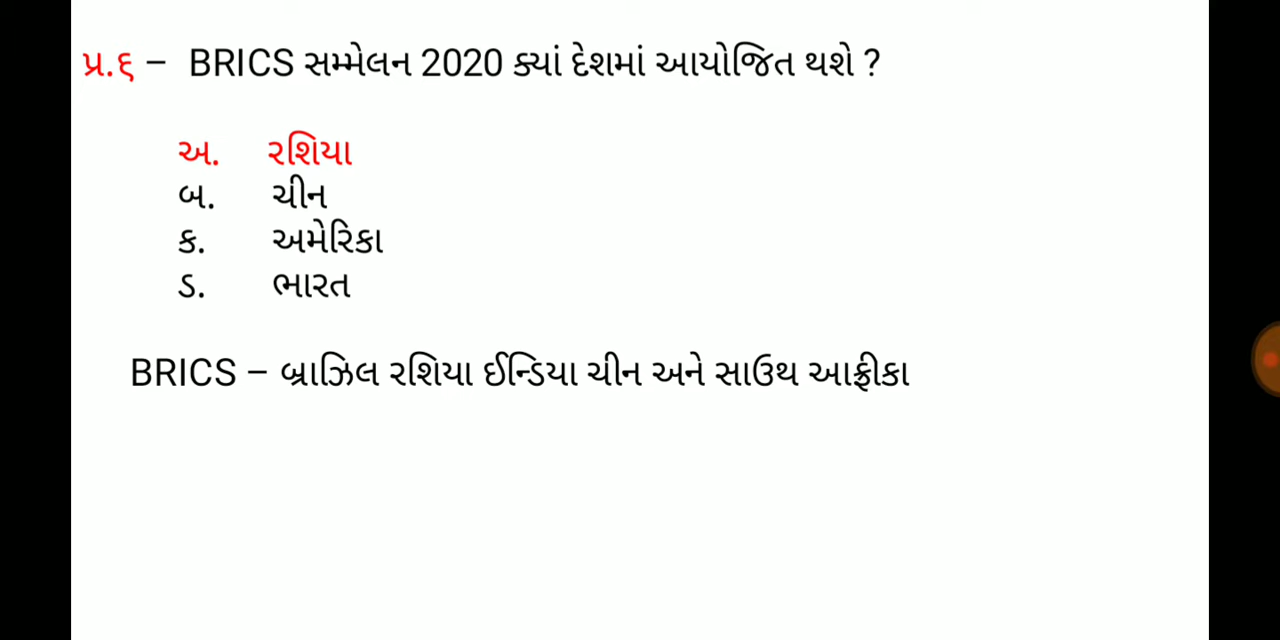 પ્ર.૬ – BRICS સમ્મેલન 2020 ક્યાં દેશમાં આયોજિત થશે ?
અ. રશિયા
બ. ચીન
ક. અમેરિકા
ડ. ભારત
BRICS – બ્રાઝિલ રશિયા ઈન્ડિયા ચીન અને સાઉથ આફ્રીકા